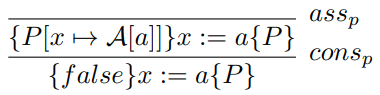 ass_p
{P[x ↦ 𝒜[a]]}x := a{P}
cons_p
{false}x := a{P}